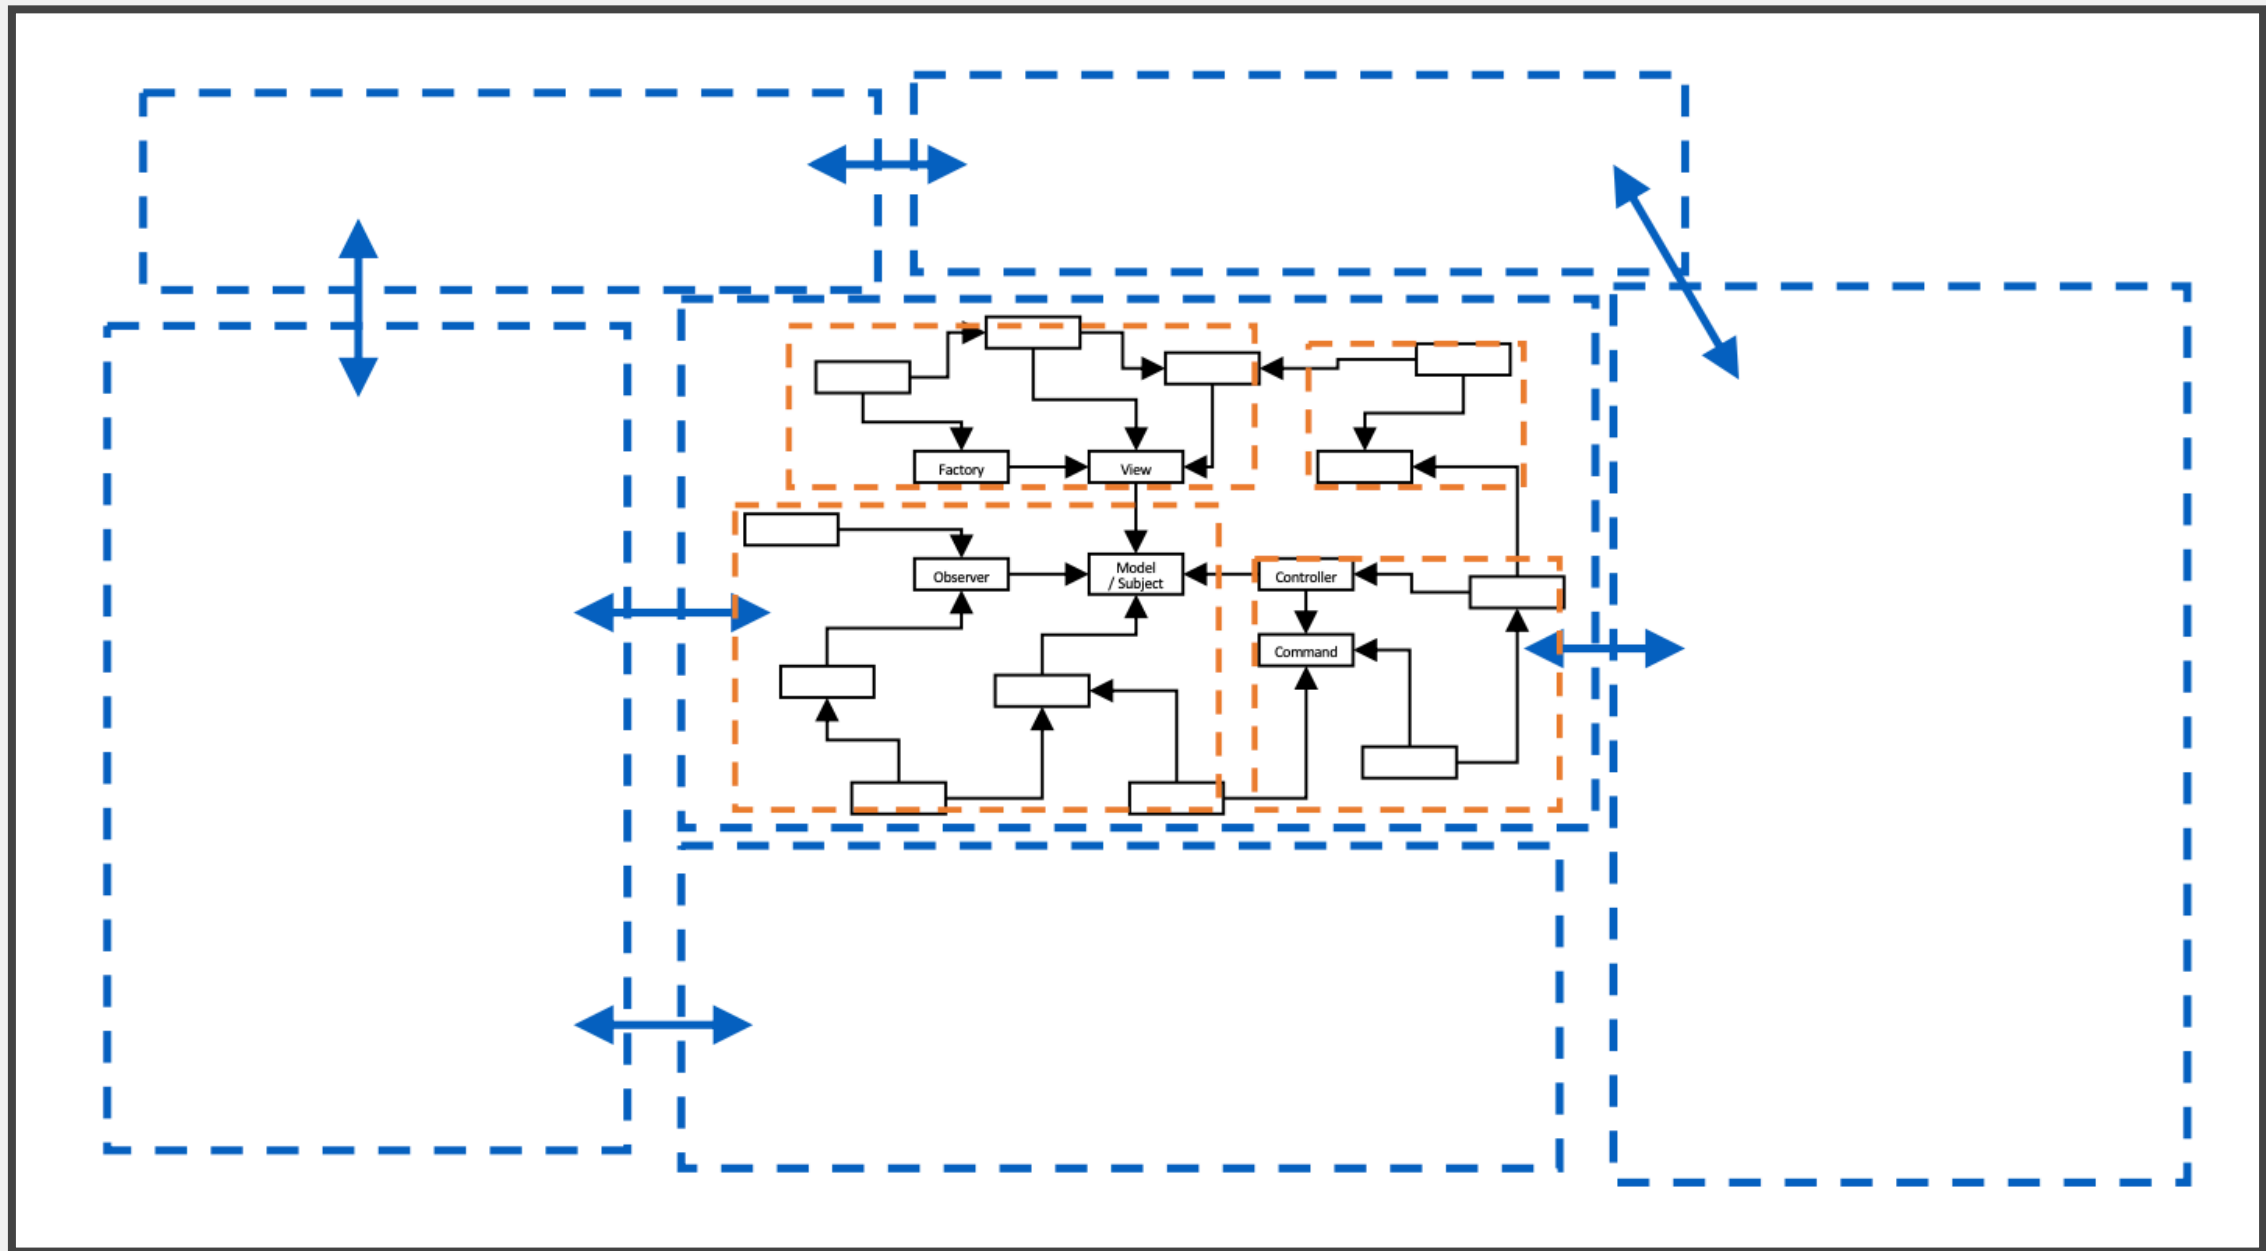 Factory
View
Observer
Model
/ Subject
Controller
Command